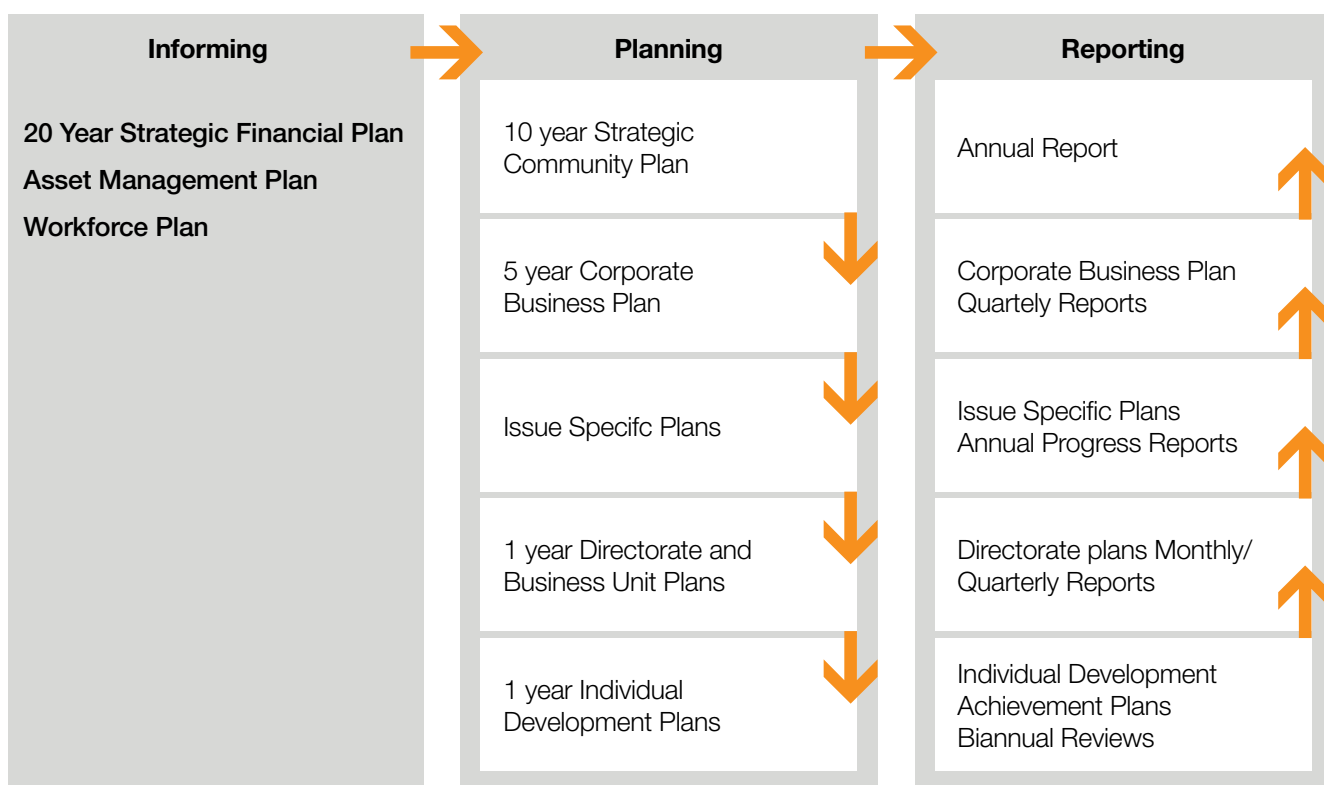 Informing
20 Year Strategic Financial Plan
Asset Management Plan
Workforce Plan
Planning
10 year Strategic
Community Plan
5 year Corporate
Business Plan
Issue Specifc Plans
1 year Directorate and
Business Unit Plans
1 year Individual
Development Plans
Reporting
Annual Report
Corporate Business Plan
Quartely Reports
Issue Specific Plans
Annual Progress Reports
Directorate plans Monthly/
Quarterly Reports
Individual Development
Achievement Plans
Biannual Reviews